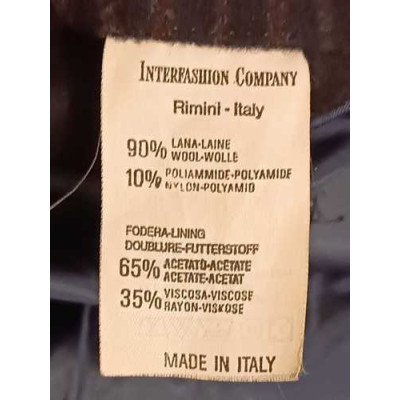 INTERFASHION COMPANY
Rimini - Italy
90% LANA-LAINE
WOOL-WOLLE
10% POLIAMMIDE-POLYAMIDE
NYLON-POLYAMID
FODERA-LINING
DOUBLURE-FUTTERSTOFF
65% ACETATO-ACETATE
ACETATE-ACETAT
35% VISCOSA-VISCOSE
RAYON-VISKOSE
MADE IN ITALY